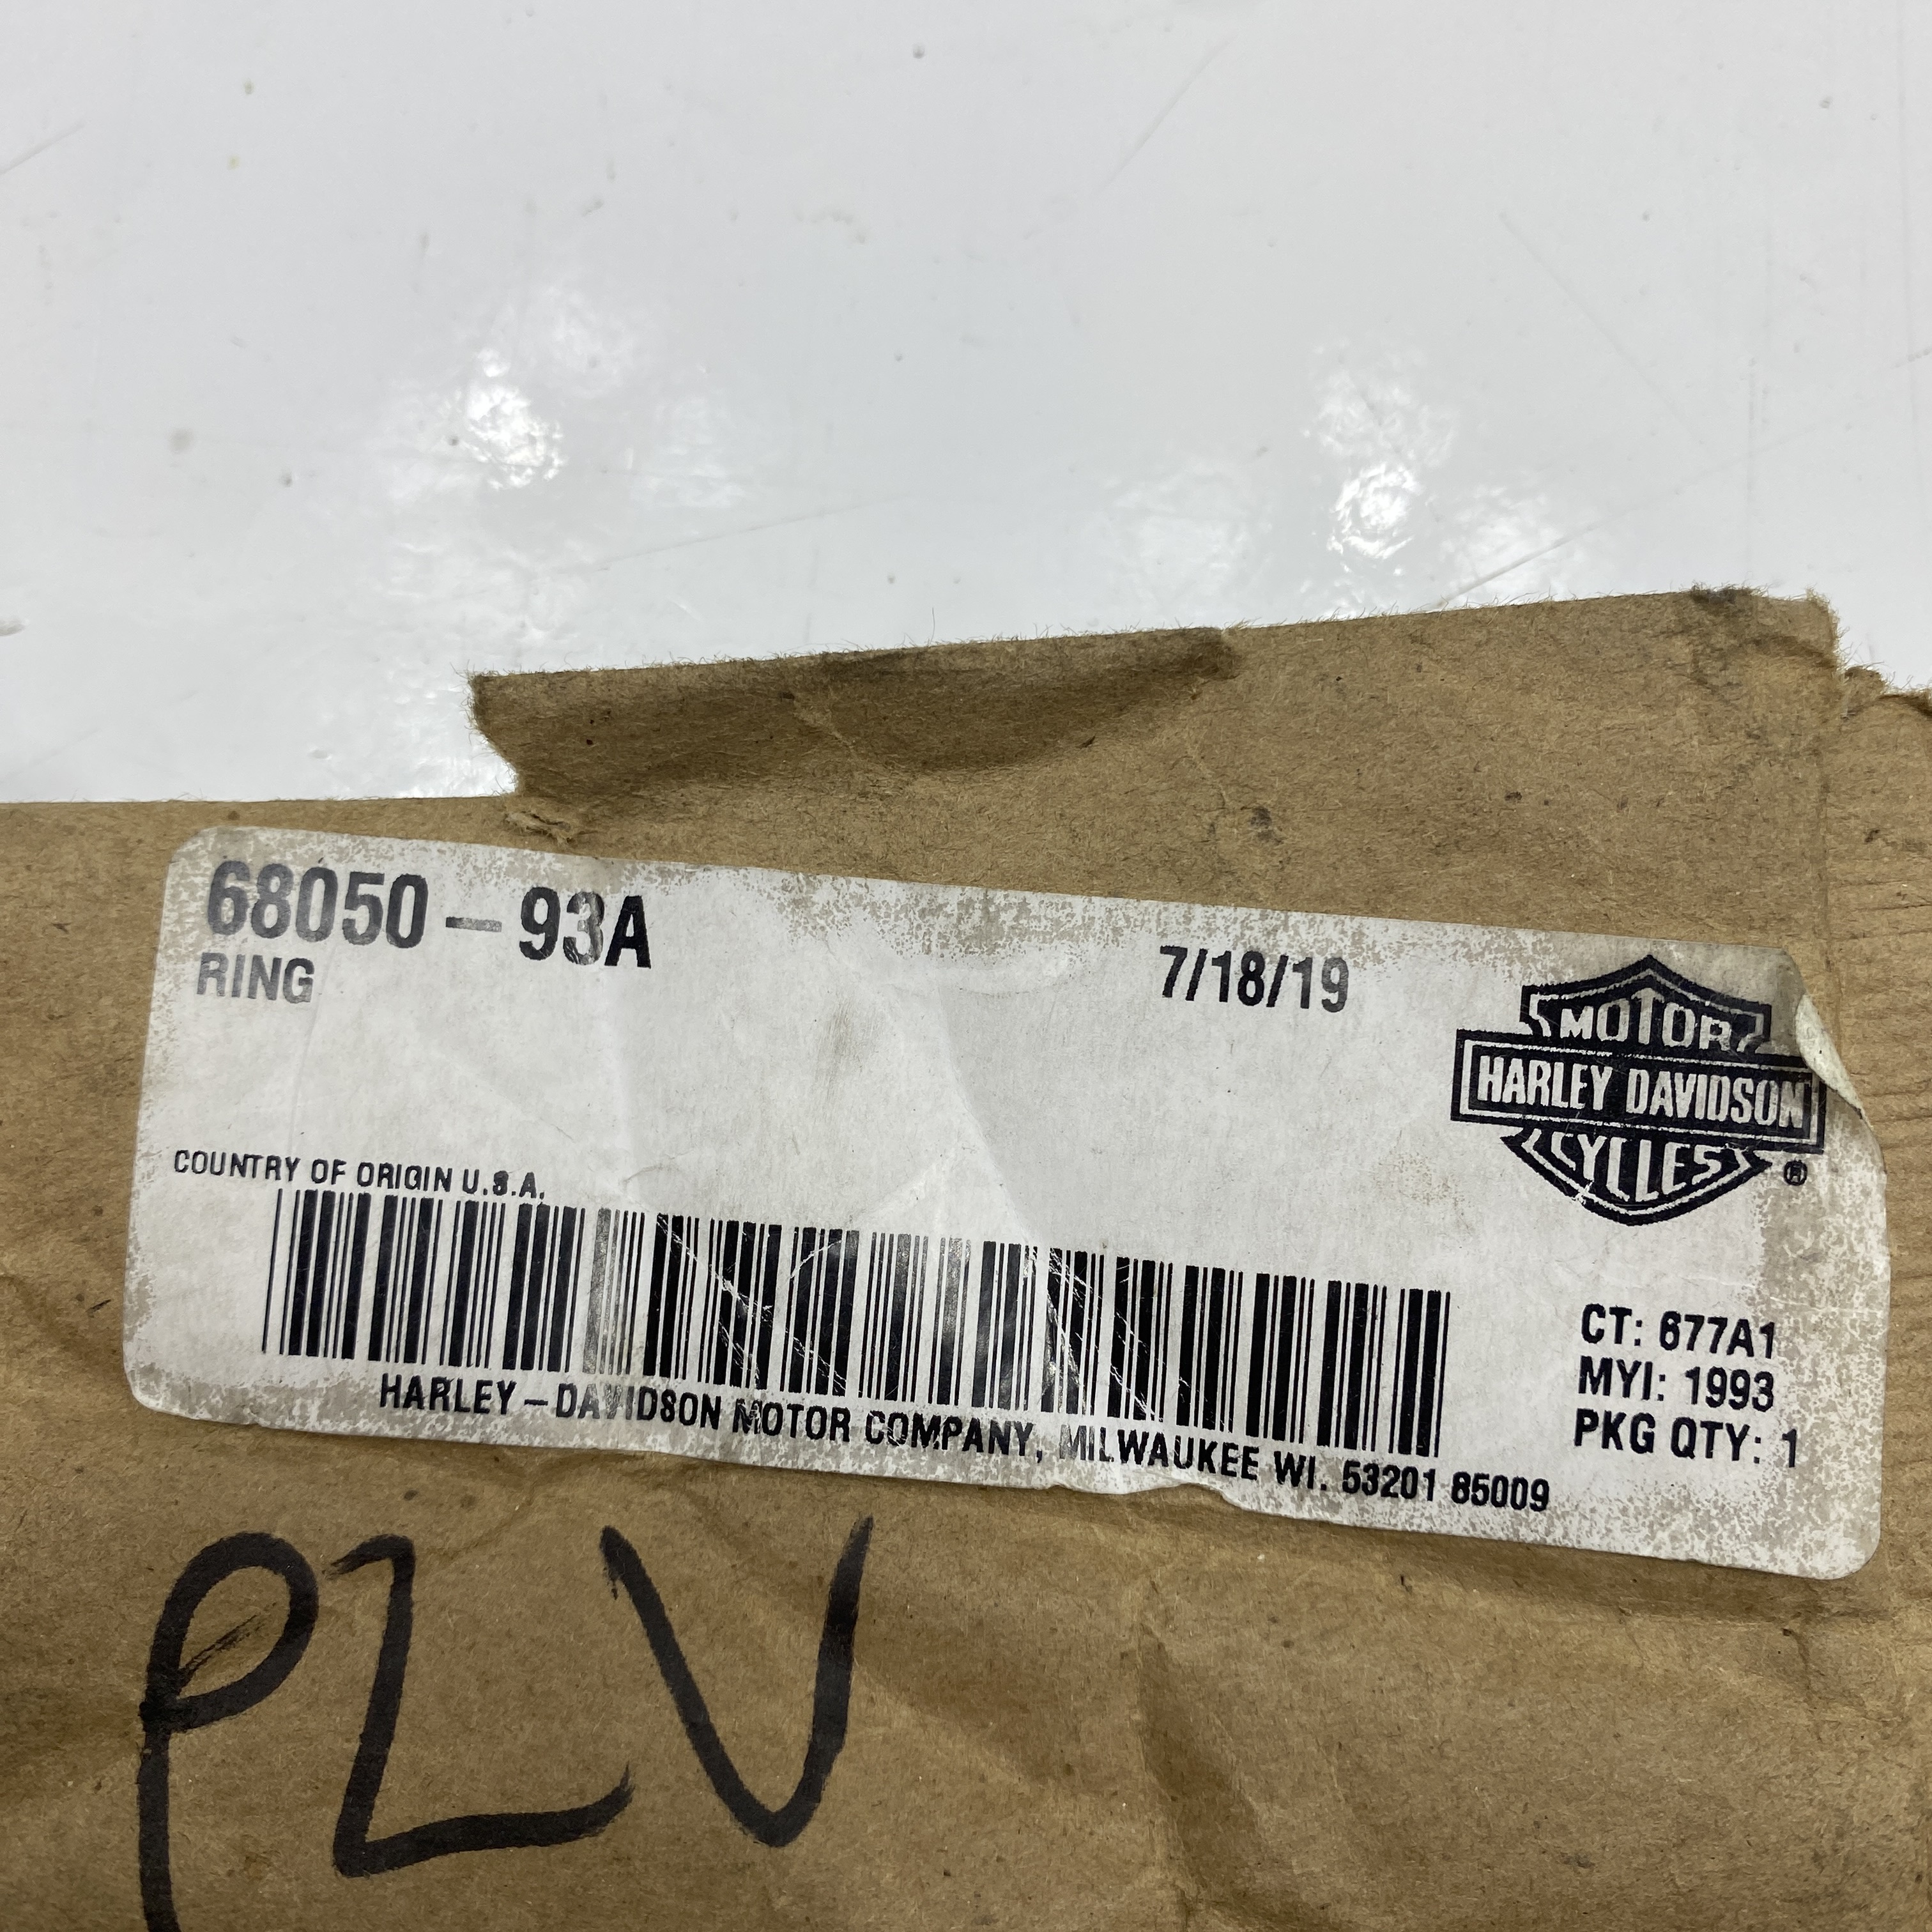 68050-93A
RING
7/18/19
MOTOR
HARLEY DAVIDSON
CYCLES
®
COUNTRY OF ORIGIN U.S.A.
CT: 677A1
MYI: 1993
PKG QTY: 1
HARLEY-DAVIDSON MOTOR COMPANY, MILWAUKEE WI. 53201 85009
PLV